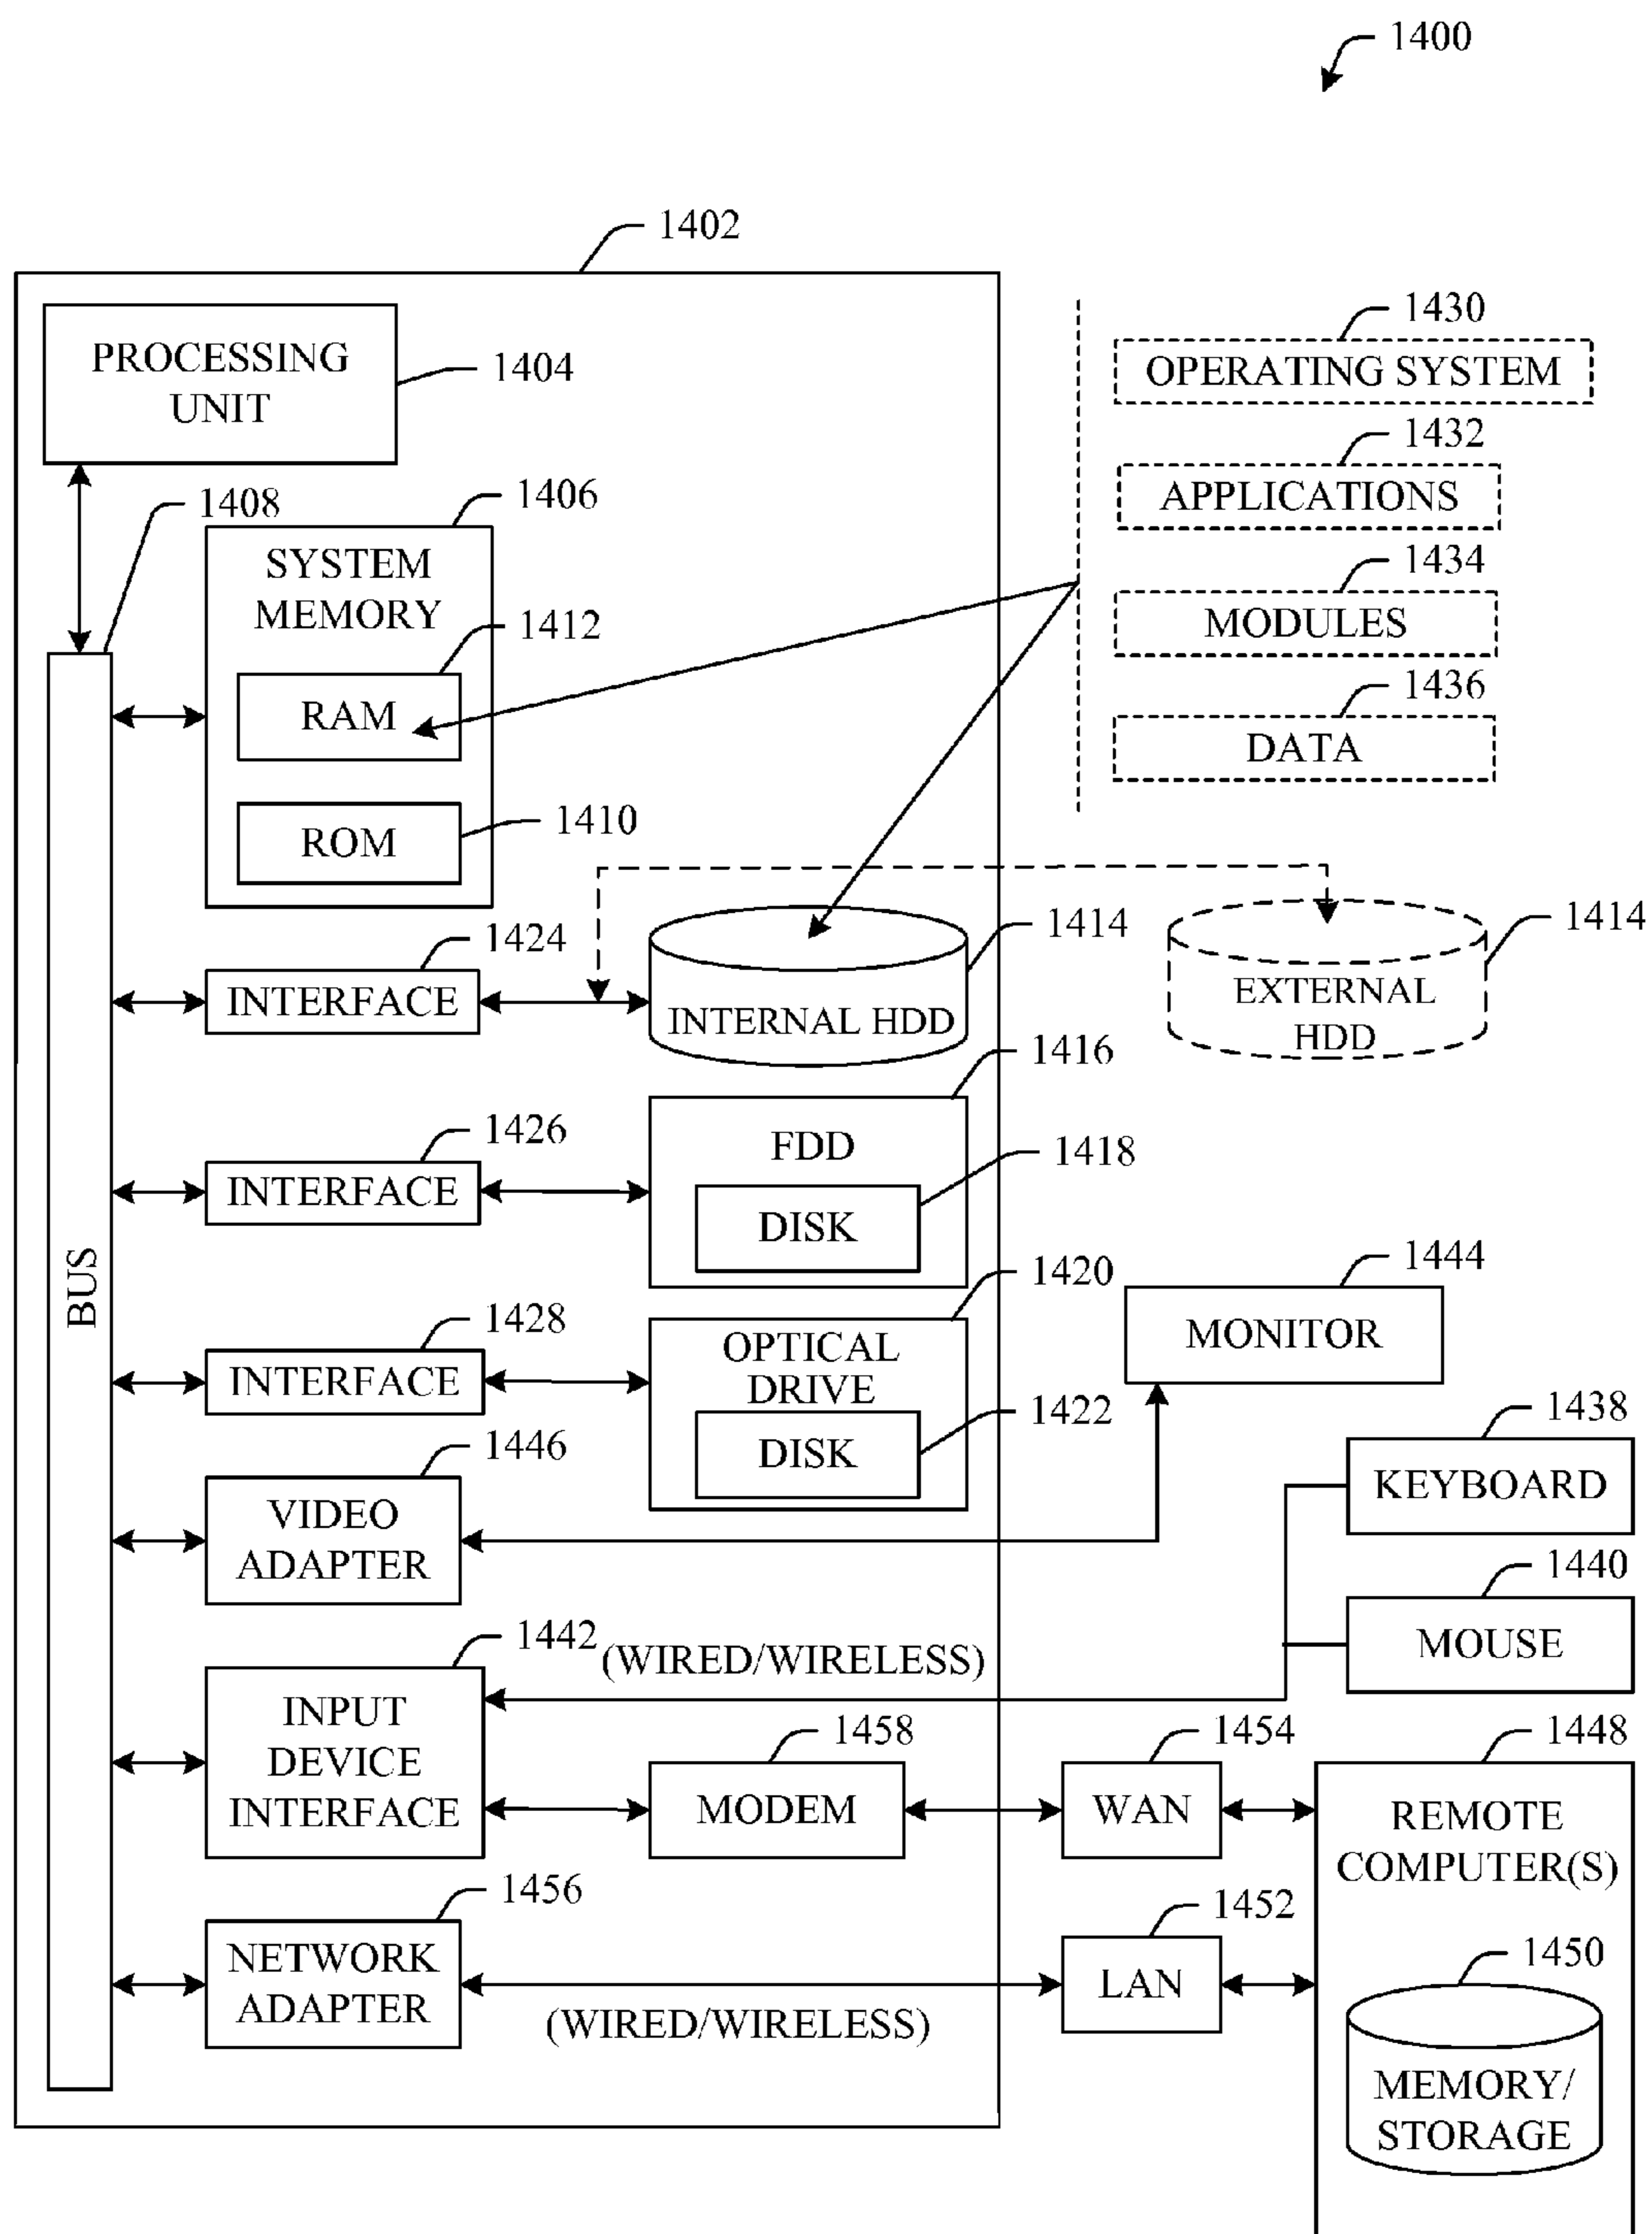 1400
1402
PROCESSING
UNIT
1404
1430
OPERATING SYSTEM
1432
APPLICATIONS
1434
MODULES
1436
DATA
1408
1406
SYSTEM
MEMORY
1412
RAM
1410
ROM
BUS
1424
INTERFACE
1414
INTERNAL HDD
1414
EXTERNAL
HDD
1426
INTERFACE
1416
FDD
1418
DISK
1428
INTERFACE
1420
OPTICAL
DRIVE
1422
DISK
1444
MONITOR
1446
VIDEO
ADAPTER
1438
KEYBOARD
1440
MOUSE
1442
(WIRED/WIRELESS)
INPUT
DEVICE
INTERFACE
1458
MODEM
1454
WAN
1448
REMOTE
COMPUTER(S)
1456
NETWORK
ADAPTER
(WIRED/WIRELESS)
1452
LAN
1450
MEMORY/
STORAGE